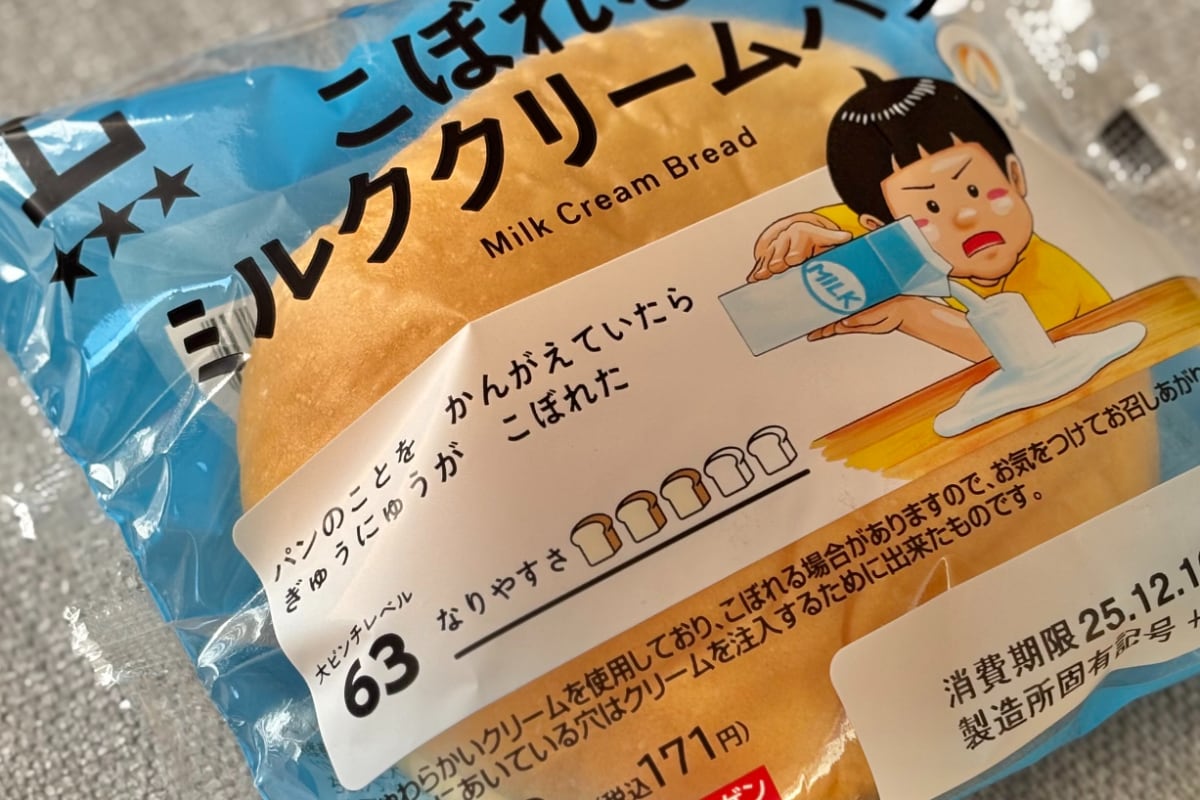 こぼれ
ミルククリームパン
Milk Cream Bread
MILK
パンのことを かんがえていたら
ぎゅうにゅうが こぼれた
大ピンチレベル
63
なりやすさ
わらかいクリームを使用しており、こぼれる場合がありますので、お気をつけてお召しあが
にあいている穴はクリームを注入するために出来たものです。
税込171円)
ゲン
消費期限 25.12.1
製造所固有記号